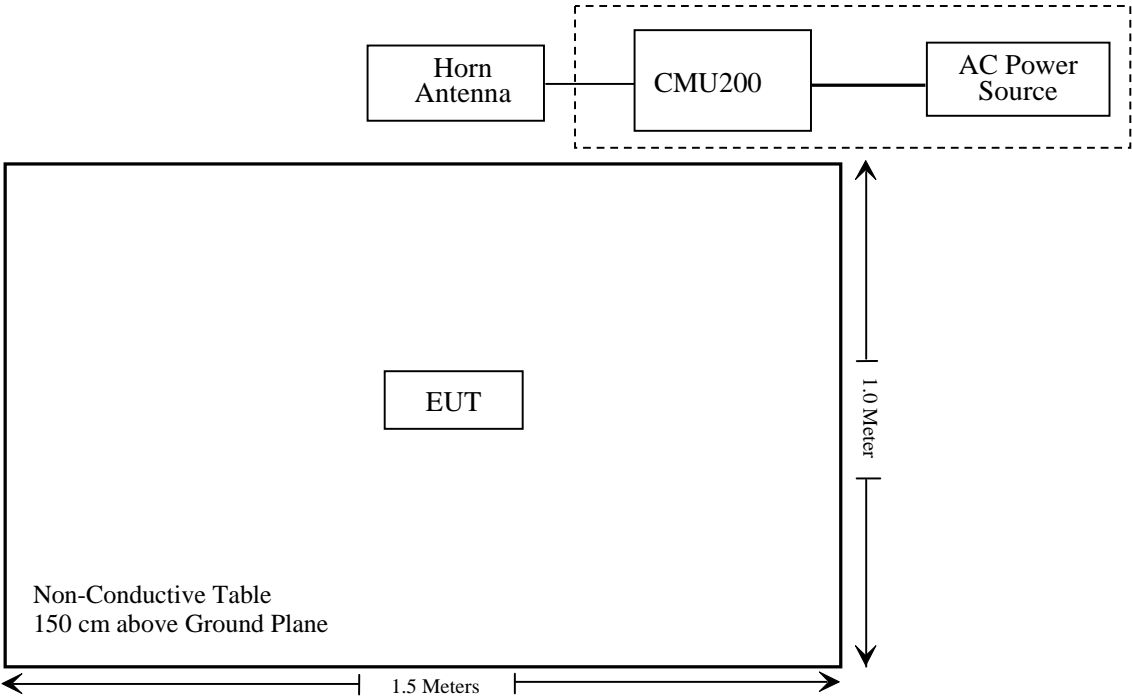 Horn
Antenna
CMU200
AC Power
Source
EUT
1.0 Meter
Non-Conductive Table
150 cm above Ground Plane
1.5 Meters